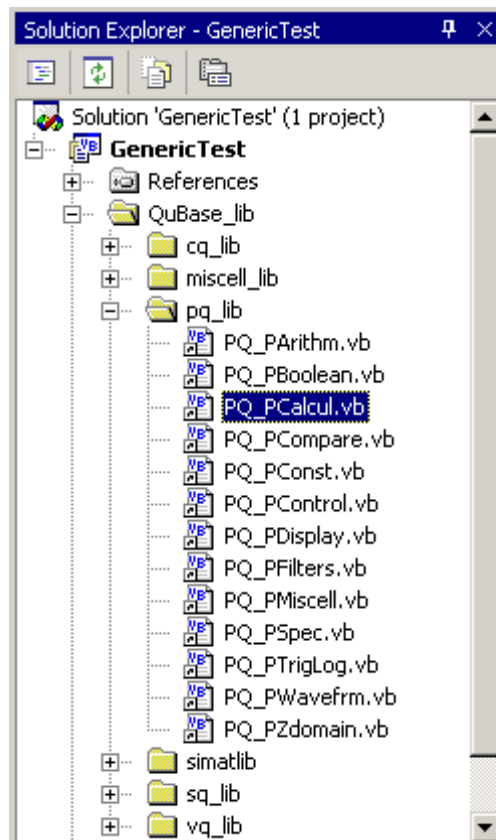 Solution Explorer - GenericTest
Solution 'GenericTest' (1 project)
GenericTest
References
QuBase_lib
cq_lib
miscell_lib
pq_lib
PQ_PArithm.vb
PQ_PBoolean.vb
PQ_PCalcul.vb
PQ_PCompare.vb
PQ_PConst.vb
PQ_PControl.vb
PQ_PDisplay.vb
PQ_PFilters.vb
PQ_PMiscell.vb
PQ_PSpec.vb
PQ_PTrigLog.vb
PQ_PWavefrm.vb
PQ_PZdomain.vb
simatlib
sq_lib
vq_lib